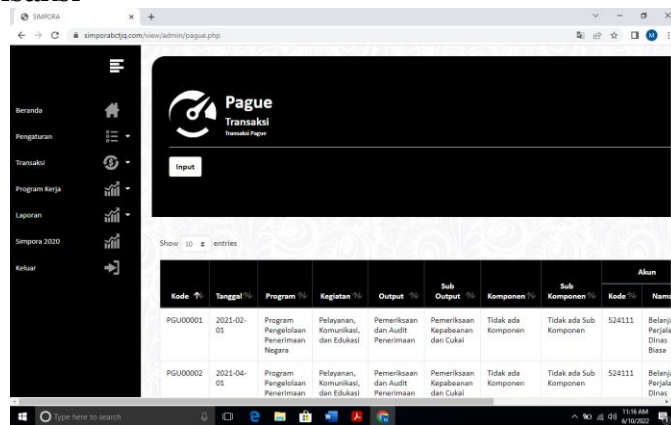 SIMPORA
simporabctjq.com/view/admin/pague.php
M
Beranda
Pengaturan
Transaksi
Program Kerja
Laporan
Simpora 2020
Keluar
Pague
Transaksi
Transaksi Pague
Input
Show 10 entries
Akun
Kode Tanggal Program Kegiatan Output Sub Output Komponen Sub Komponen Kode Nama
PGU00001 2021-02-01 Program Pengelolaan Penerimaan Negara Pelayanan, Komunikasi, dan Edukasi Pemeriksaan dan Audit Penerimaan Pemeriksaan Kepabeanan dan Cukai Tidak ada Komponen Tidak ada Sub Komponen 524111 Belanja Perjala Dinas Biasa
PGU00002 2021-04-01 Program Pengelolaan Penerimaan Pelayanan, Komunikasi, dan Edukasi Pemeriksaan dan Audit Penerimaan Pemeriksaan Kepabeanan dan Cukai Tidak ada Komponen Tidak ada Sub Komponen 524111 Belanja Perjala Dinas
Type here to search
11:16 AM
6/10/2022